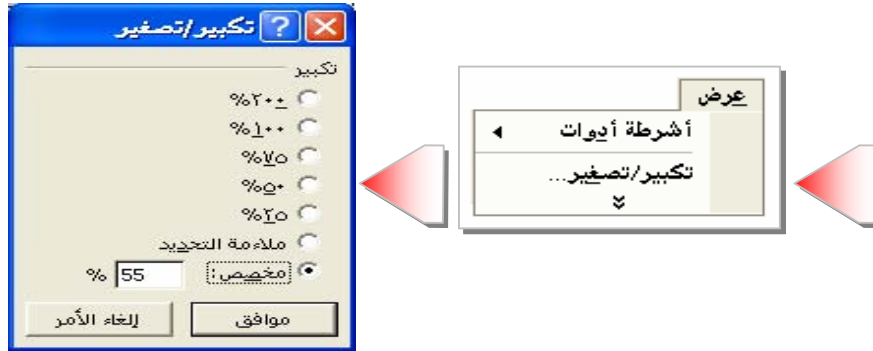 عرض
أشرطة أدوات
تكبير/تصغير...
تكبير/تصغير
تكبير
٢٠٠%
١٠٠%
٧٥%
٥٠%
٢٥%
ملاءمة التحديد
مخصص: 55 %
موافق إلغاء الأمر